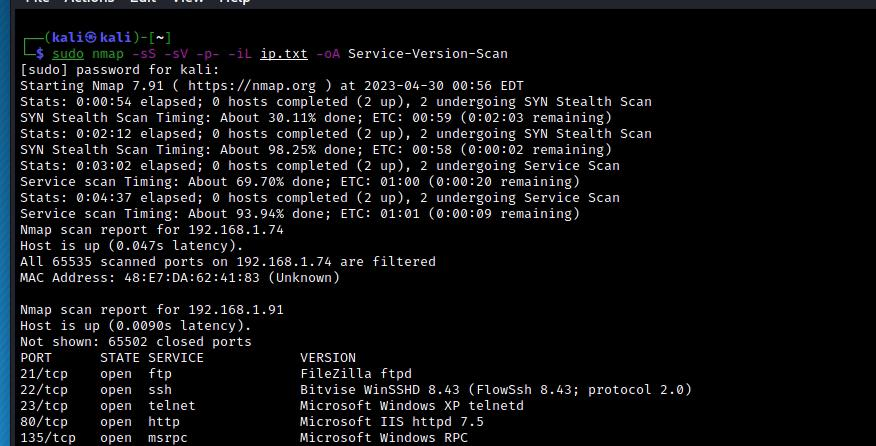 File Actions Edit View Help
┌──(kali㉿kali)-[~]
└─$ sudo nmap -sS -sV -p- -iL ip.txt -oA Service-Version-Scan
[sudo] password for kali:
Starting Nmap 7.91 ( https://nmap.org ) at 2023-04-30 00:56 EDT
Stats: 0:00:54 elapsed; 0 hosts completed (2 up), 2 undergoing SYN Stealth Scan
SYN Stealth Scan Timing: About 30.11% done; ETC: 00:59 (0:02:03 remaining)
Stats: 0:02:12 elapsed; 0 hosts completed (2 up), 2 undergoing SYN Stealth Scan
SYN Stealth Scan Timing: About 98.25% done; ETC: 00:58 (0:00:02 remaining)
Stats: 0:03:02 elapsed; 0 hosts completed (2 up), 2 undergoing Service Scan
Service scan Timing: About 69.70% done; ETC: 01:00 (0:00:20 remaining)
Stats: 0:04:37 elapsed; 0 hosts completed (2 up), 2 undergoing Service Scan
Service scan Timing: About 93.94% done; ETC: 01:01 (0:00:09 remaining)
Nmap scan report for 192.168.1.74
Host is up (0.047s latency).
All 65535 scanned ports on 192.168.1.74 are filtered
MAC Address: 48:E7:DA:62:41:83 (Unknown)
Nmap scan report for 192.168.1.91
Host is up (0.0090s latency).
Not shown: 65502 closed ports
PORT STATE SERVICE VERSION
21/tcp open ftp FileZilla ftpd
22/tcp open ssh Bitvise WinSSHD 8.43 (FlowSsh 8.43; protocol 2.0)
23/tcp open telnet Microsoft Windows XP telnetd
80/tcp open http Microsoft IIS httpd 7.5
135/tcp open msrpc Microsoft Windows RPC